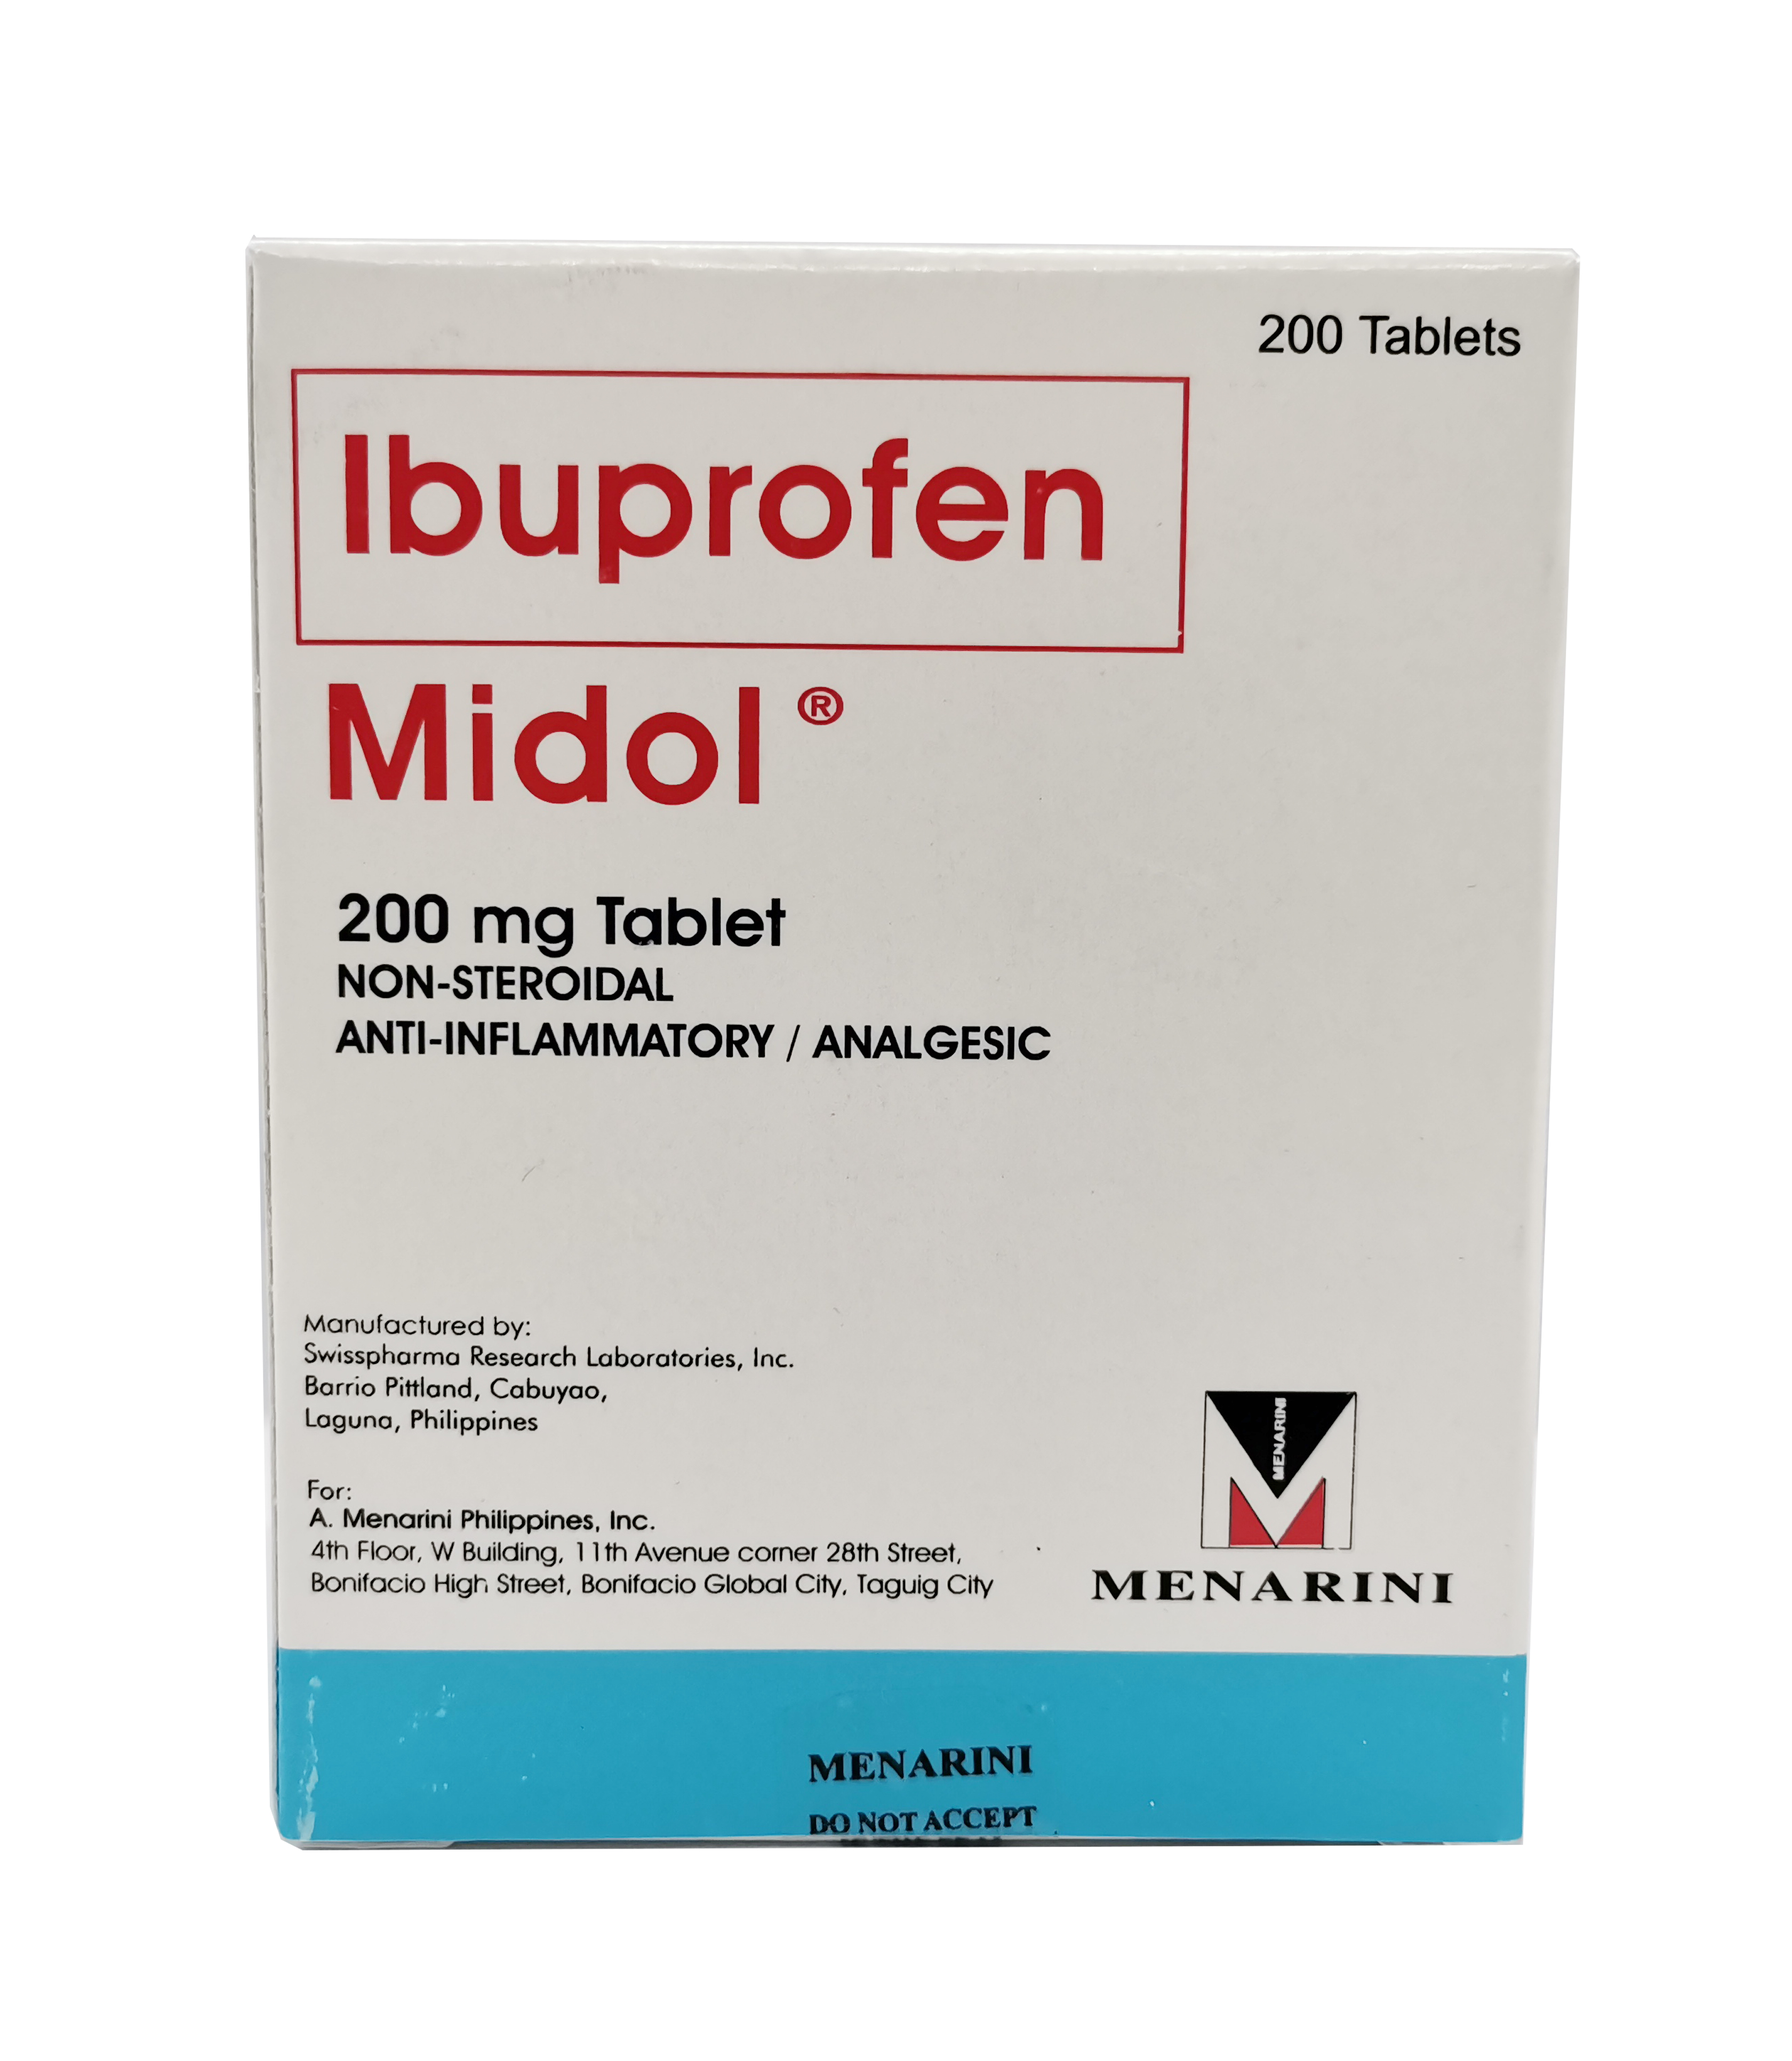 200 Tablets
Ibuprofen
Midol ®
200 mg Tablet
NON-STEROIDAL
ANTI-INFLAMMATORY / ANALGESIC
Manufactured by:
Swisspharma Research Laboratories, Inc.
Barrio Pittland, Cabuyao,
Laguna, Philippines
For:
A. Menarini Philippines, Inc.
4th Floor, W Building, 11th Avenue corner 28th Street,
Bonifacio High Street, Bonifacio Global City, Taguig City
MENARINI
MENARINI
MENARINI
DO NOT ACCEPT